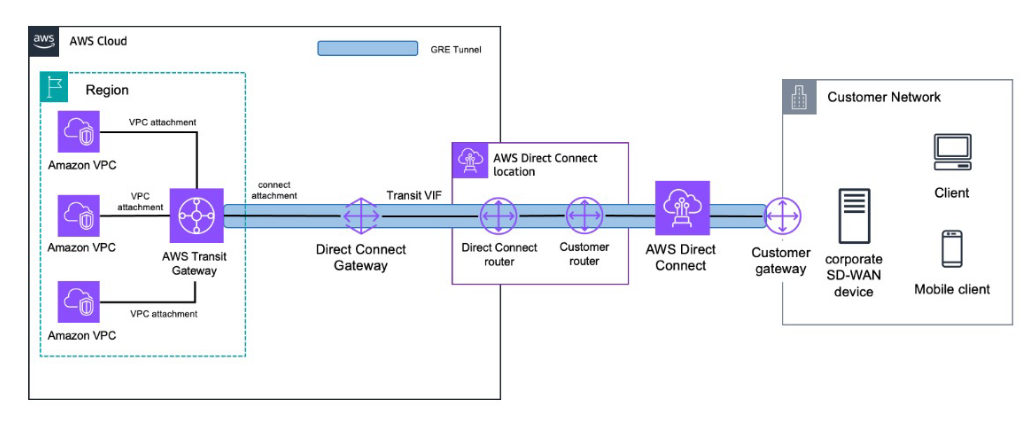 aws
AWS Cloud
GRE Tunnel
Region
VPC attachment
Amazon VPC
VPC
attachment
Amazon VPC
AWS Transit
Gateway
VPC attachment
Amazon VPC
connect
attachment
Transit VIF
Direct Connect
Gateway
AWS Direct Connect
location
Direct Connect
router
Customer
router
AWS Direct
Connect
Customer
gateway
Customer Network
corporate
SD-WAN
device
Client
Mobile client